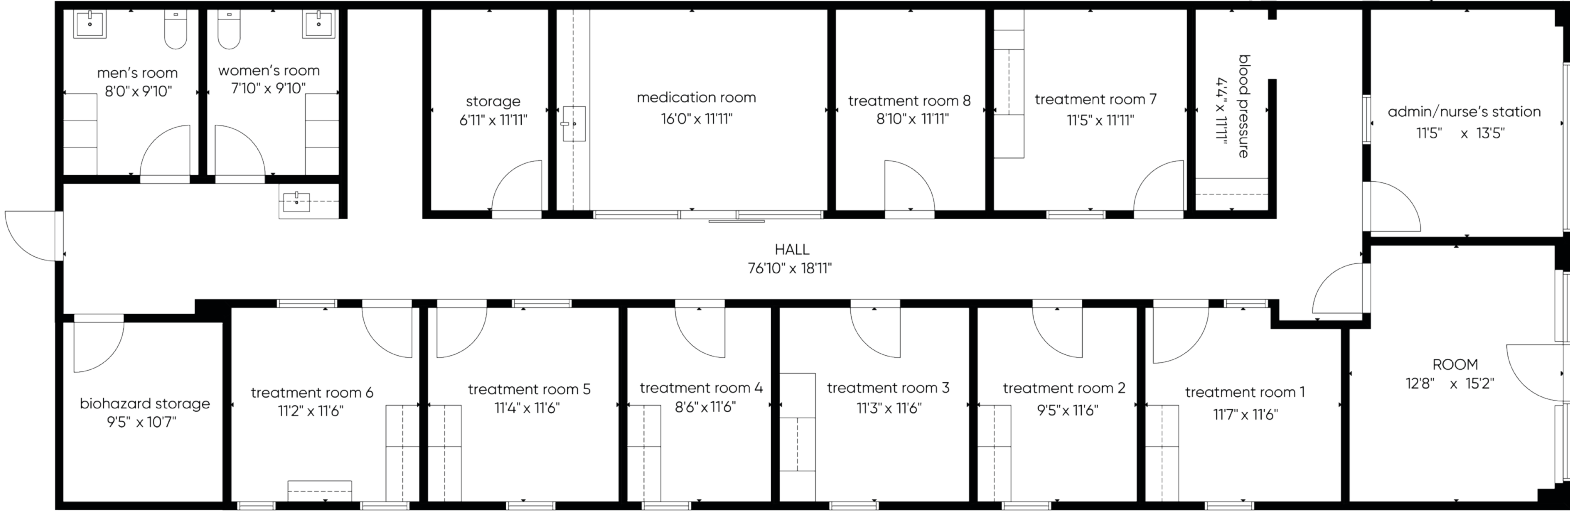 men's room
8'0" x 9'10"
women's room
7'10" x 9'10"
storage
6'11" x 11'11"
medication room
16'0" x 11'11"
treatment room 8
8'10" x 11'11"
treatment room 7
11'5" x 11'11"
blood pressure
4'4" x 11'11"
admin/nurse's station
11'5" x 13'5"
HALL
76'10" x 18'11"
biohazard storage
9'5" x 10'7"
treatment room 6
11'2" x 11'6"
treatment room 5
11'4" x 11'6"
treatment room 4
8'6" x 11'6"
treatment room 3
11'3" x 11'6"
treatment room 2
9'5" x 11'6"
treatment room 1
11'7" x 11'6"
ROOM
12'8" x 15'2"